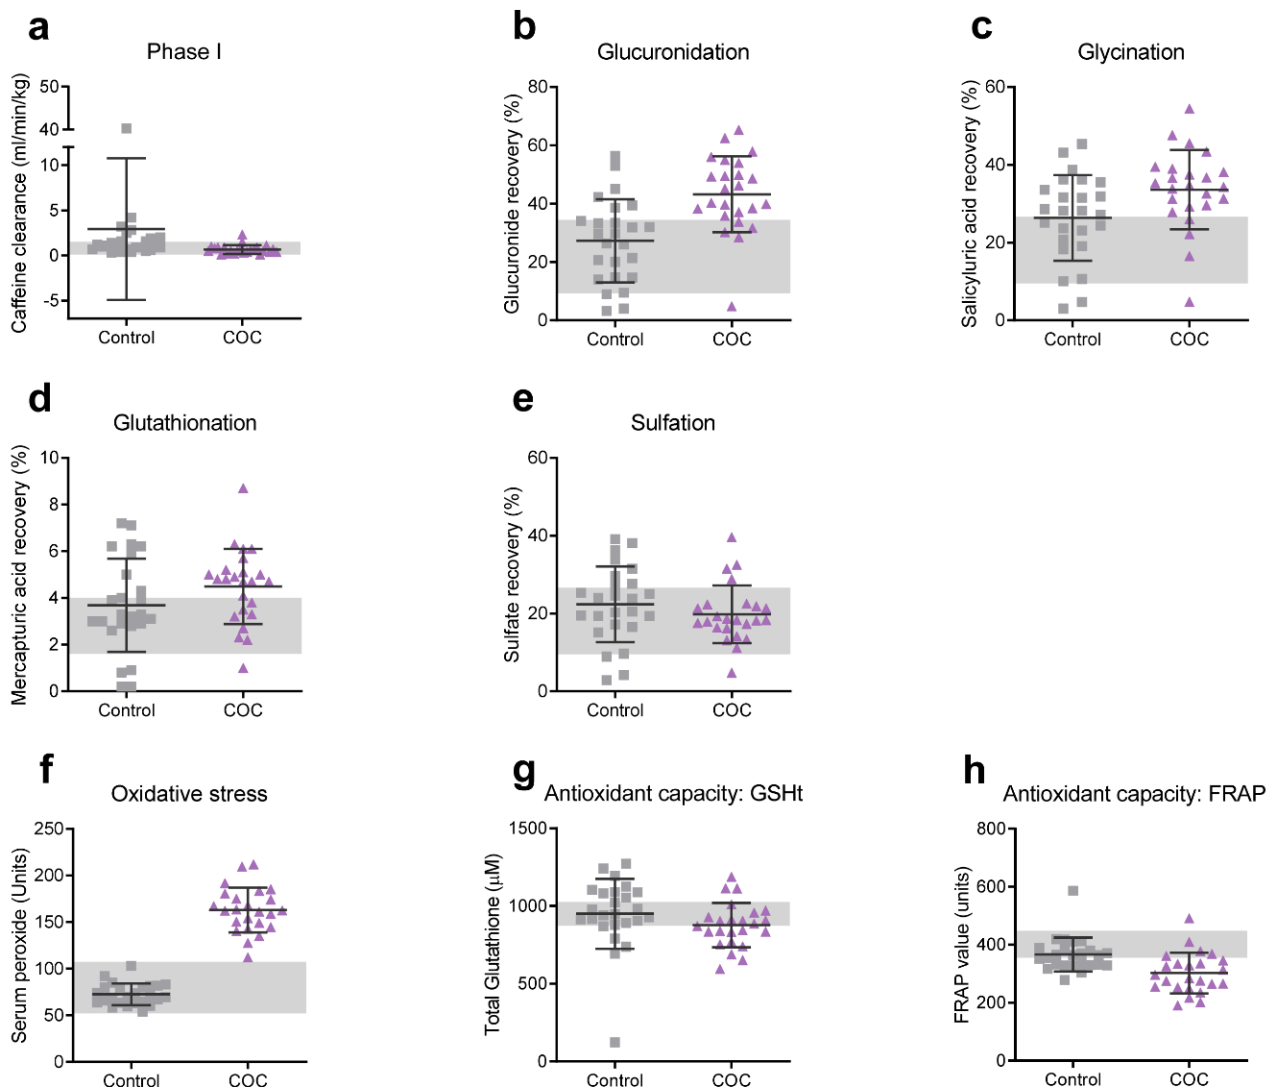 a
Phase I
Caffeine clearance (ml/min/kg)
50
40
10
5
0
-5
Control
COC
b
Glucuronidation
Glucuronide recovery (%)
80
60
40
20
0
Control
COC
c
Glycination
Salicyluric acid recovery (%)
60
40
20
0
Control
COC
d
Glutathionation
Mercapturic acid recovery (%)
10
8
6
4
2
0
Control
COC
e
Sulfation
Sulfate recovery (%)
60
40
20
0
Control
COC
f
Oxidative stress
Serum peroxide (Units)
250
200
150
100
50
0
Control
COC
g
Antioxidant capacity: GSHt
Total Glutathione (μM)
1500
1000
500
0
Control
COC
h
Antioxidant capacity: FRAP
FRAP value (units)
800
600
400
200
0
Control
COC